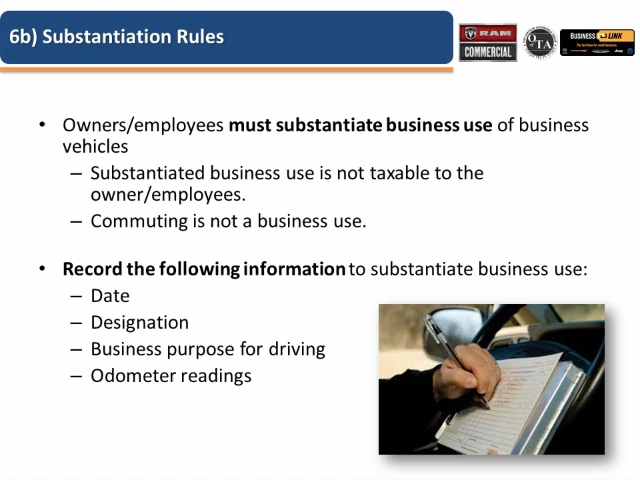 6b) Substantiation Rules
RAM
COMMERCIAL
OTA
BUSINESS LINK
• Owners/employees must substantiate business use of business
vehicles
– Substantiated business use is not taxable to the
owner/employees.
– Commuting is not a business use.
• Record the following information to substantiate business use:
– Date
– Designation
– Business purpose for driving
– Odometer readings